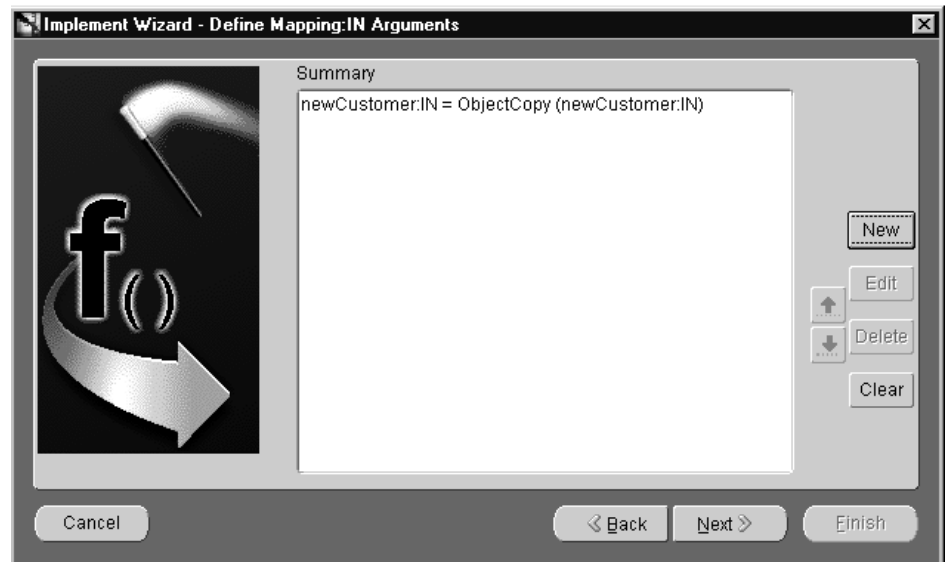 Implement Wizard - Define Mapping:IN Arguments
Summary
newCustomer:IN = ObjectCopy (newCustomer:IN)
f()
New
Edit
Delete
Clear
Cancel
Back
Next
Finish